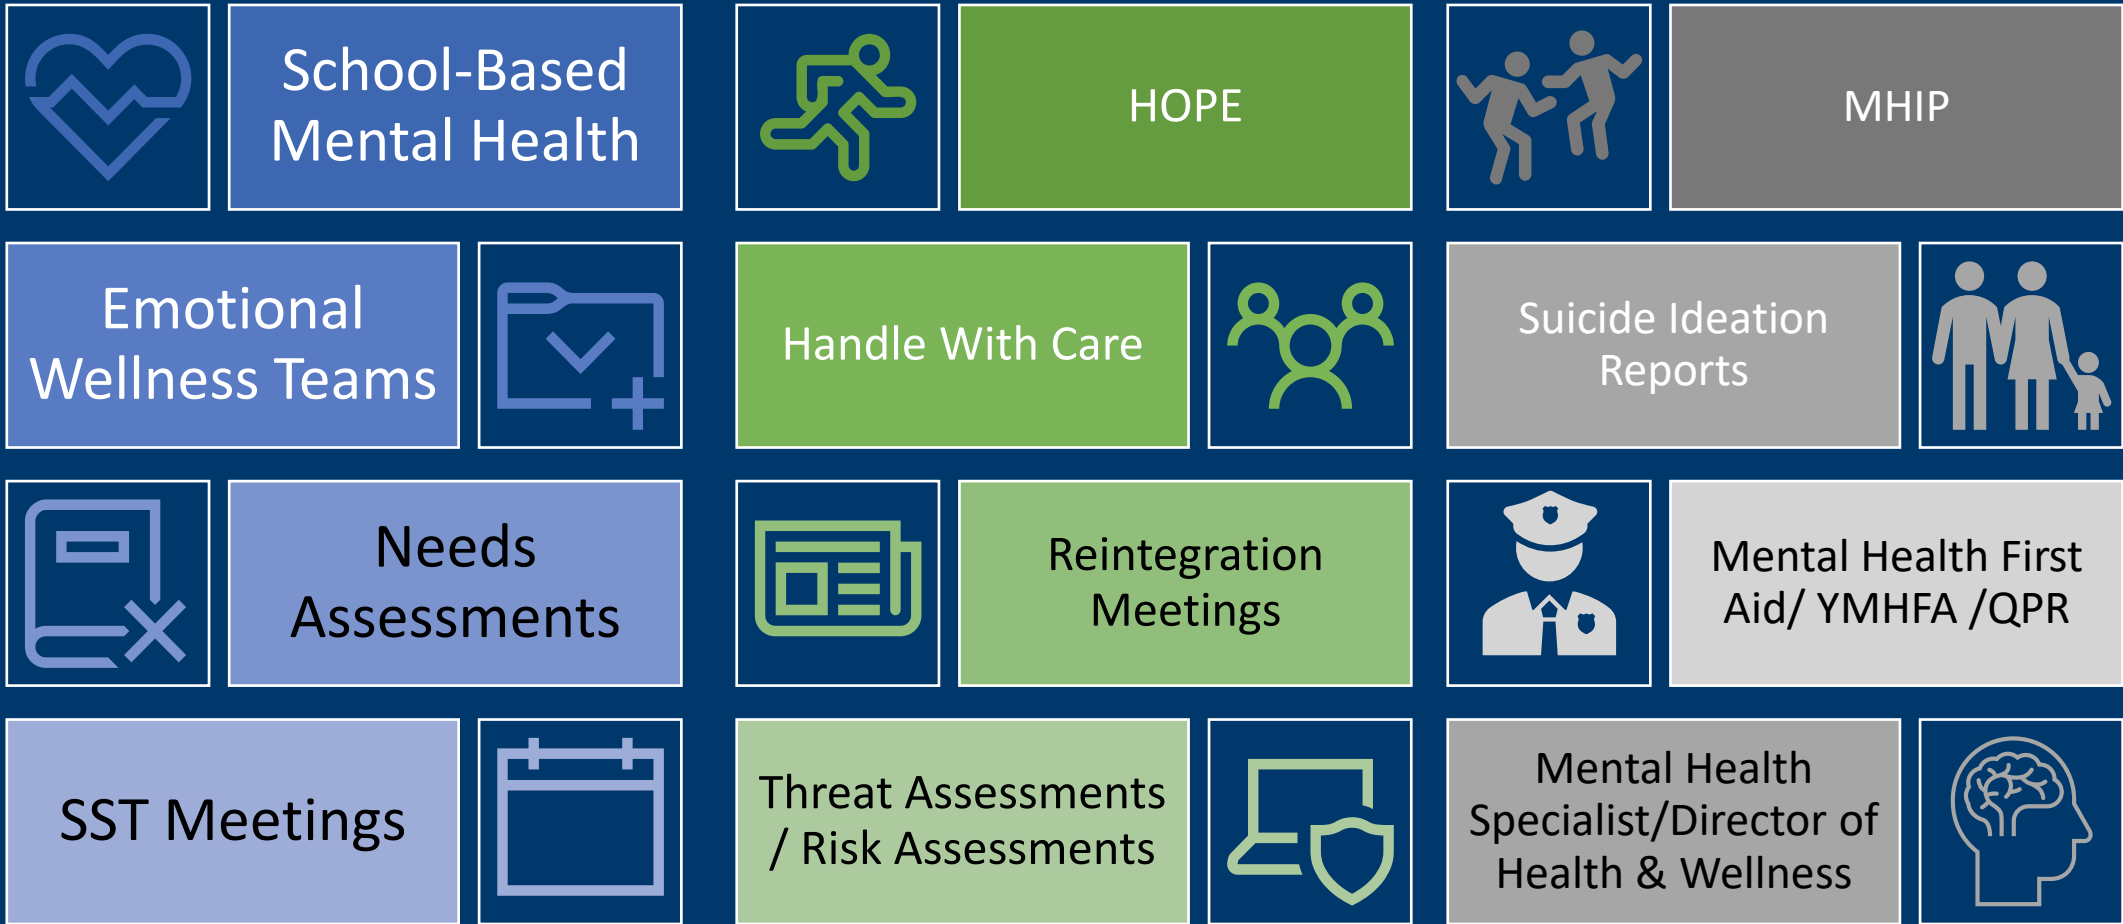 School-Based
Mental Health
HOPE
MHIP
Emotional
Wellness Teams
Handle With Care
Suicide Ideation
Reports
Needs
Assessments
Reintegration
Meetings
Mental Health First
Aid/ YMHFA /QPR
SST Meetings
Threat Assessments
/ Risk Assessments
Mental Health
Specialist/Director of
Health & Wellness